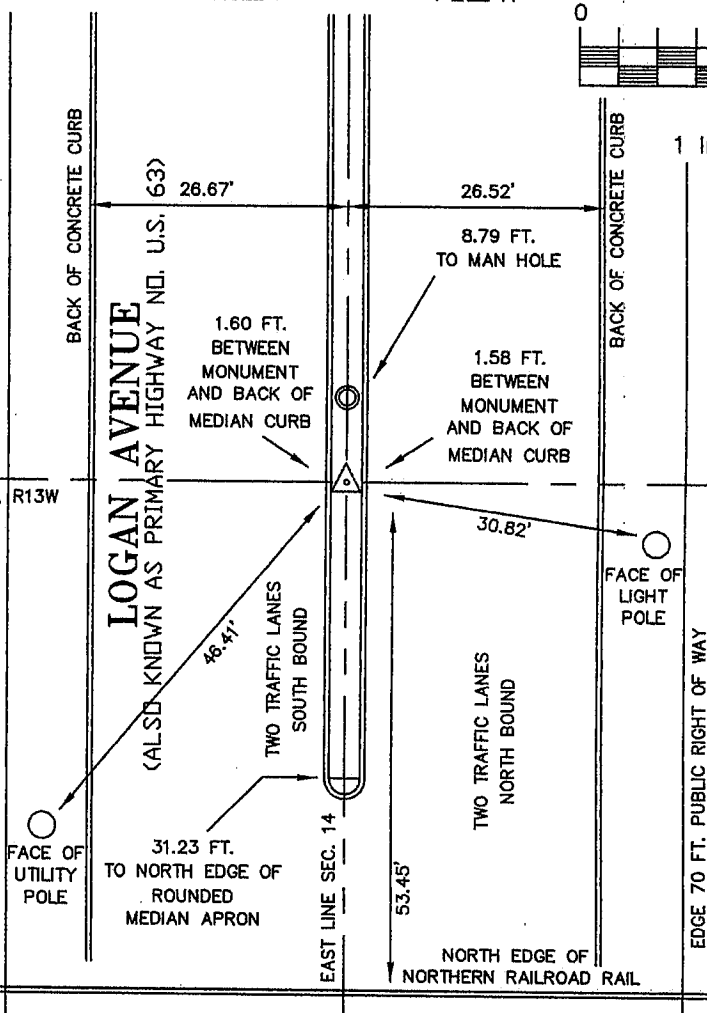 0
1
BACK OF CONCRETE CURB
LOGAN AVENUE
(ALSO KNOWN AS PRIMARY HIGHWAY NO. U.S. 63)
26.67'
26.52'
BACK OF CONCRETE CURB
8.79 FT.
TO MAN HOLE
1.60 FT.
BETWEEN
MONUMENT
AND BACK OF
MEDIAN CURB
1.58 FT.
BETWEEN
MONUMENT
AND BACK OF
MEDIAN CURB
R13W
30.82'
FACE OF
LIGHT
POLE
46.41'
TWO TRAFFIC LANES
SOUTH BOUND
TWO TRAFFIC LANES
NORTH BOUND
EDGE 70 FT. PUBLIC RIGHT OF WAY
FACE OF
UTILITY
POLE
31.23 FT.
TO NORTH EDGE OF
ROUNDED
MEDIAN APRON
EAST LINE SEC. 14
53.45'
NORTH EDGE OF
NORTHERN RAILROAD RAIL